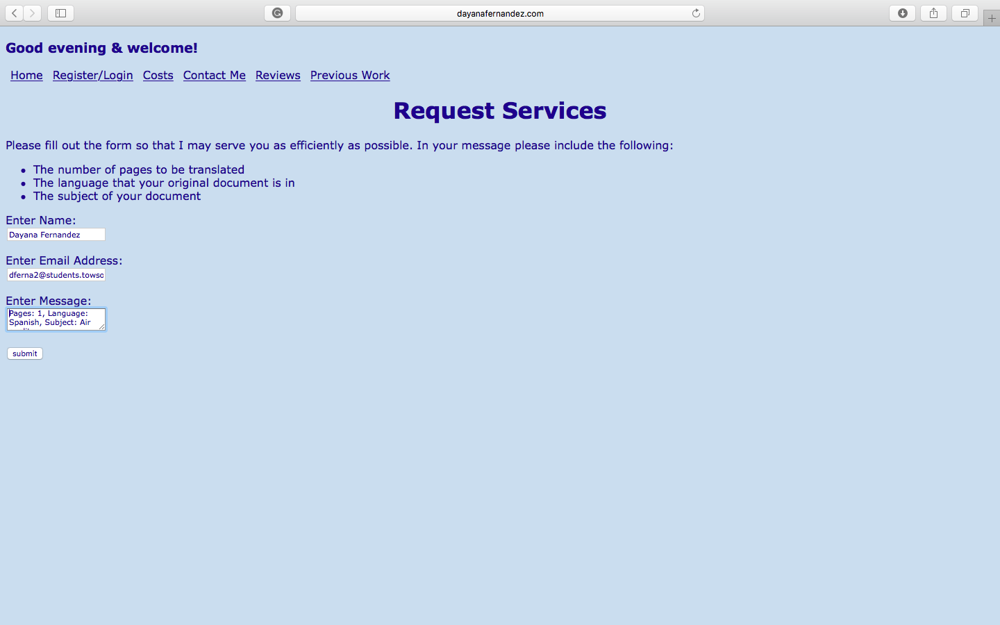 dayanafernandez.com
Good evening & welcome!
Home Register/Login Costs Contact Me Reviews Previous Work
Request Services
Please fill out the form so that I may serve you as efficiently as possible. In your message please include the following:
• The number of pages to be translated
• The language that your original document is in
• The subject of your document
Enter Name:
Dayana Fernandez
Enter Email Address:
dferna2@students.towso
Enter Message:
Pages: 1, Language:
Spanish, Subject: Air
submit